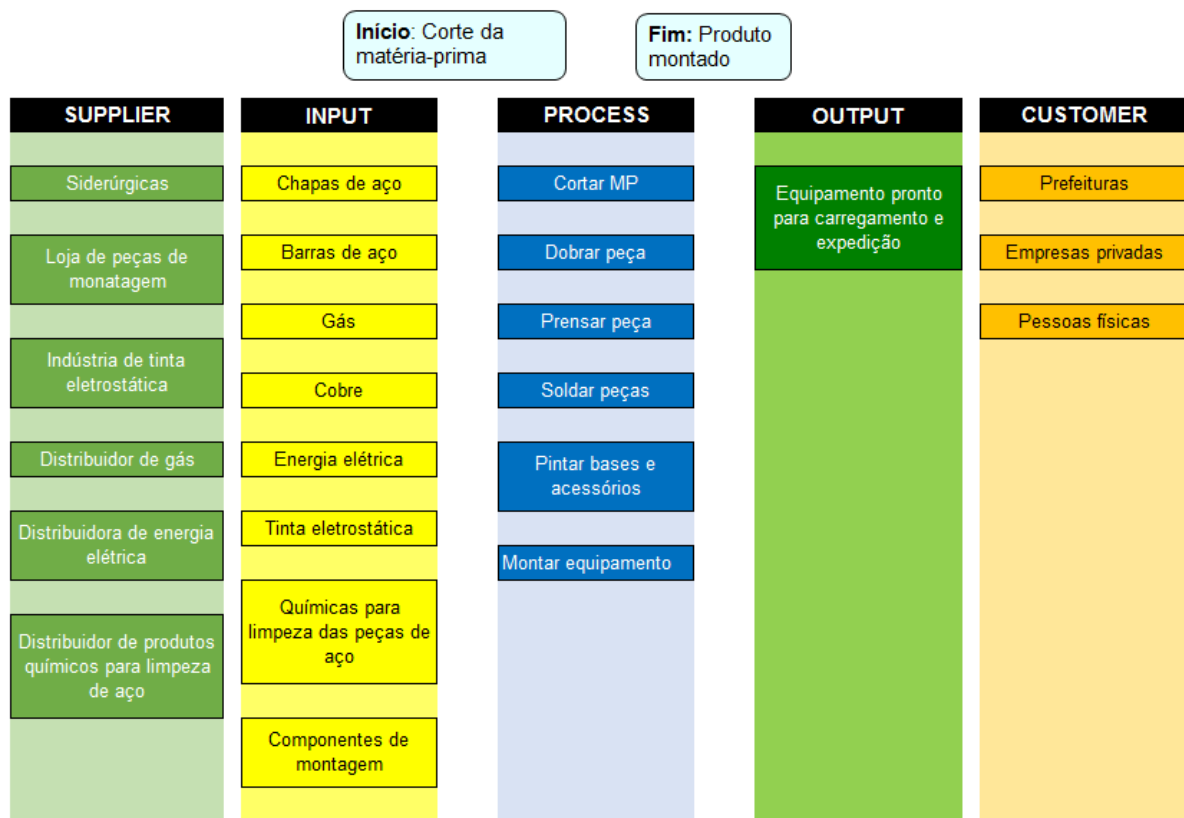 Início: Corte da
matéria-prima
Fim: Produto
montado
SUPPLIER
Siderúrgicas
Loja de peças de
monatagem
Indústria de tinta
eletrostática
Distribuidor de gás
Distribuidora de energia
elétrica
Distribuidor de produtos
químicos para limpeza
de aço
INPUT
Chapas de aço
Barras de aço
Gás
Cobre
Energia elétrica
Tinta eletrostática
Químicas para
limpeza das peças de
aço
Componentes de
montagem
PROCESS
Cortar MP
Dobrar peça
Prensar peça
Soldar peças
Pintar bases e
acessórios
Montar equipamento
OUTPUT
Equipamento pronto
para carregamento e
expedição
CUSTOMER
Prefeituras
Empresas privadas
Pessoas físicas